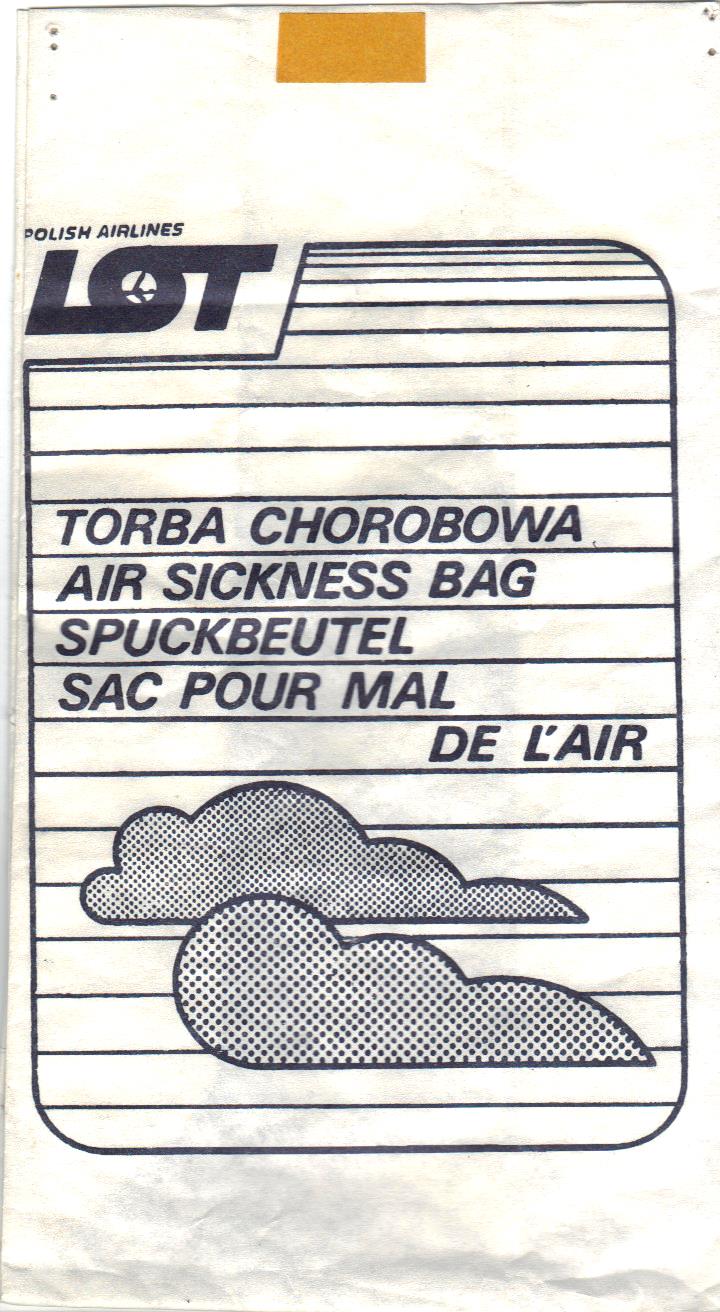 POLISH AIRLINES
LOT
TORBA CHOROBOWA
AIR SICKNESS BAG
SPUCKBEUTEL
SAC POUR MAL
DE L'AIR